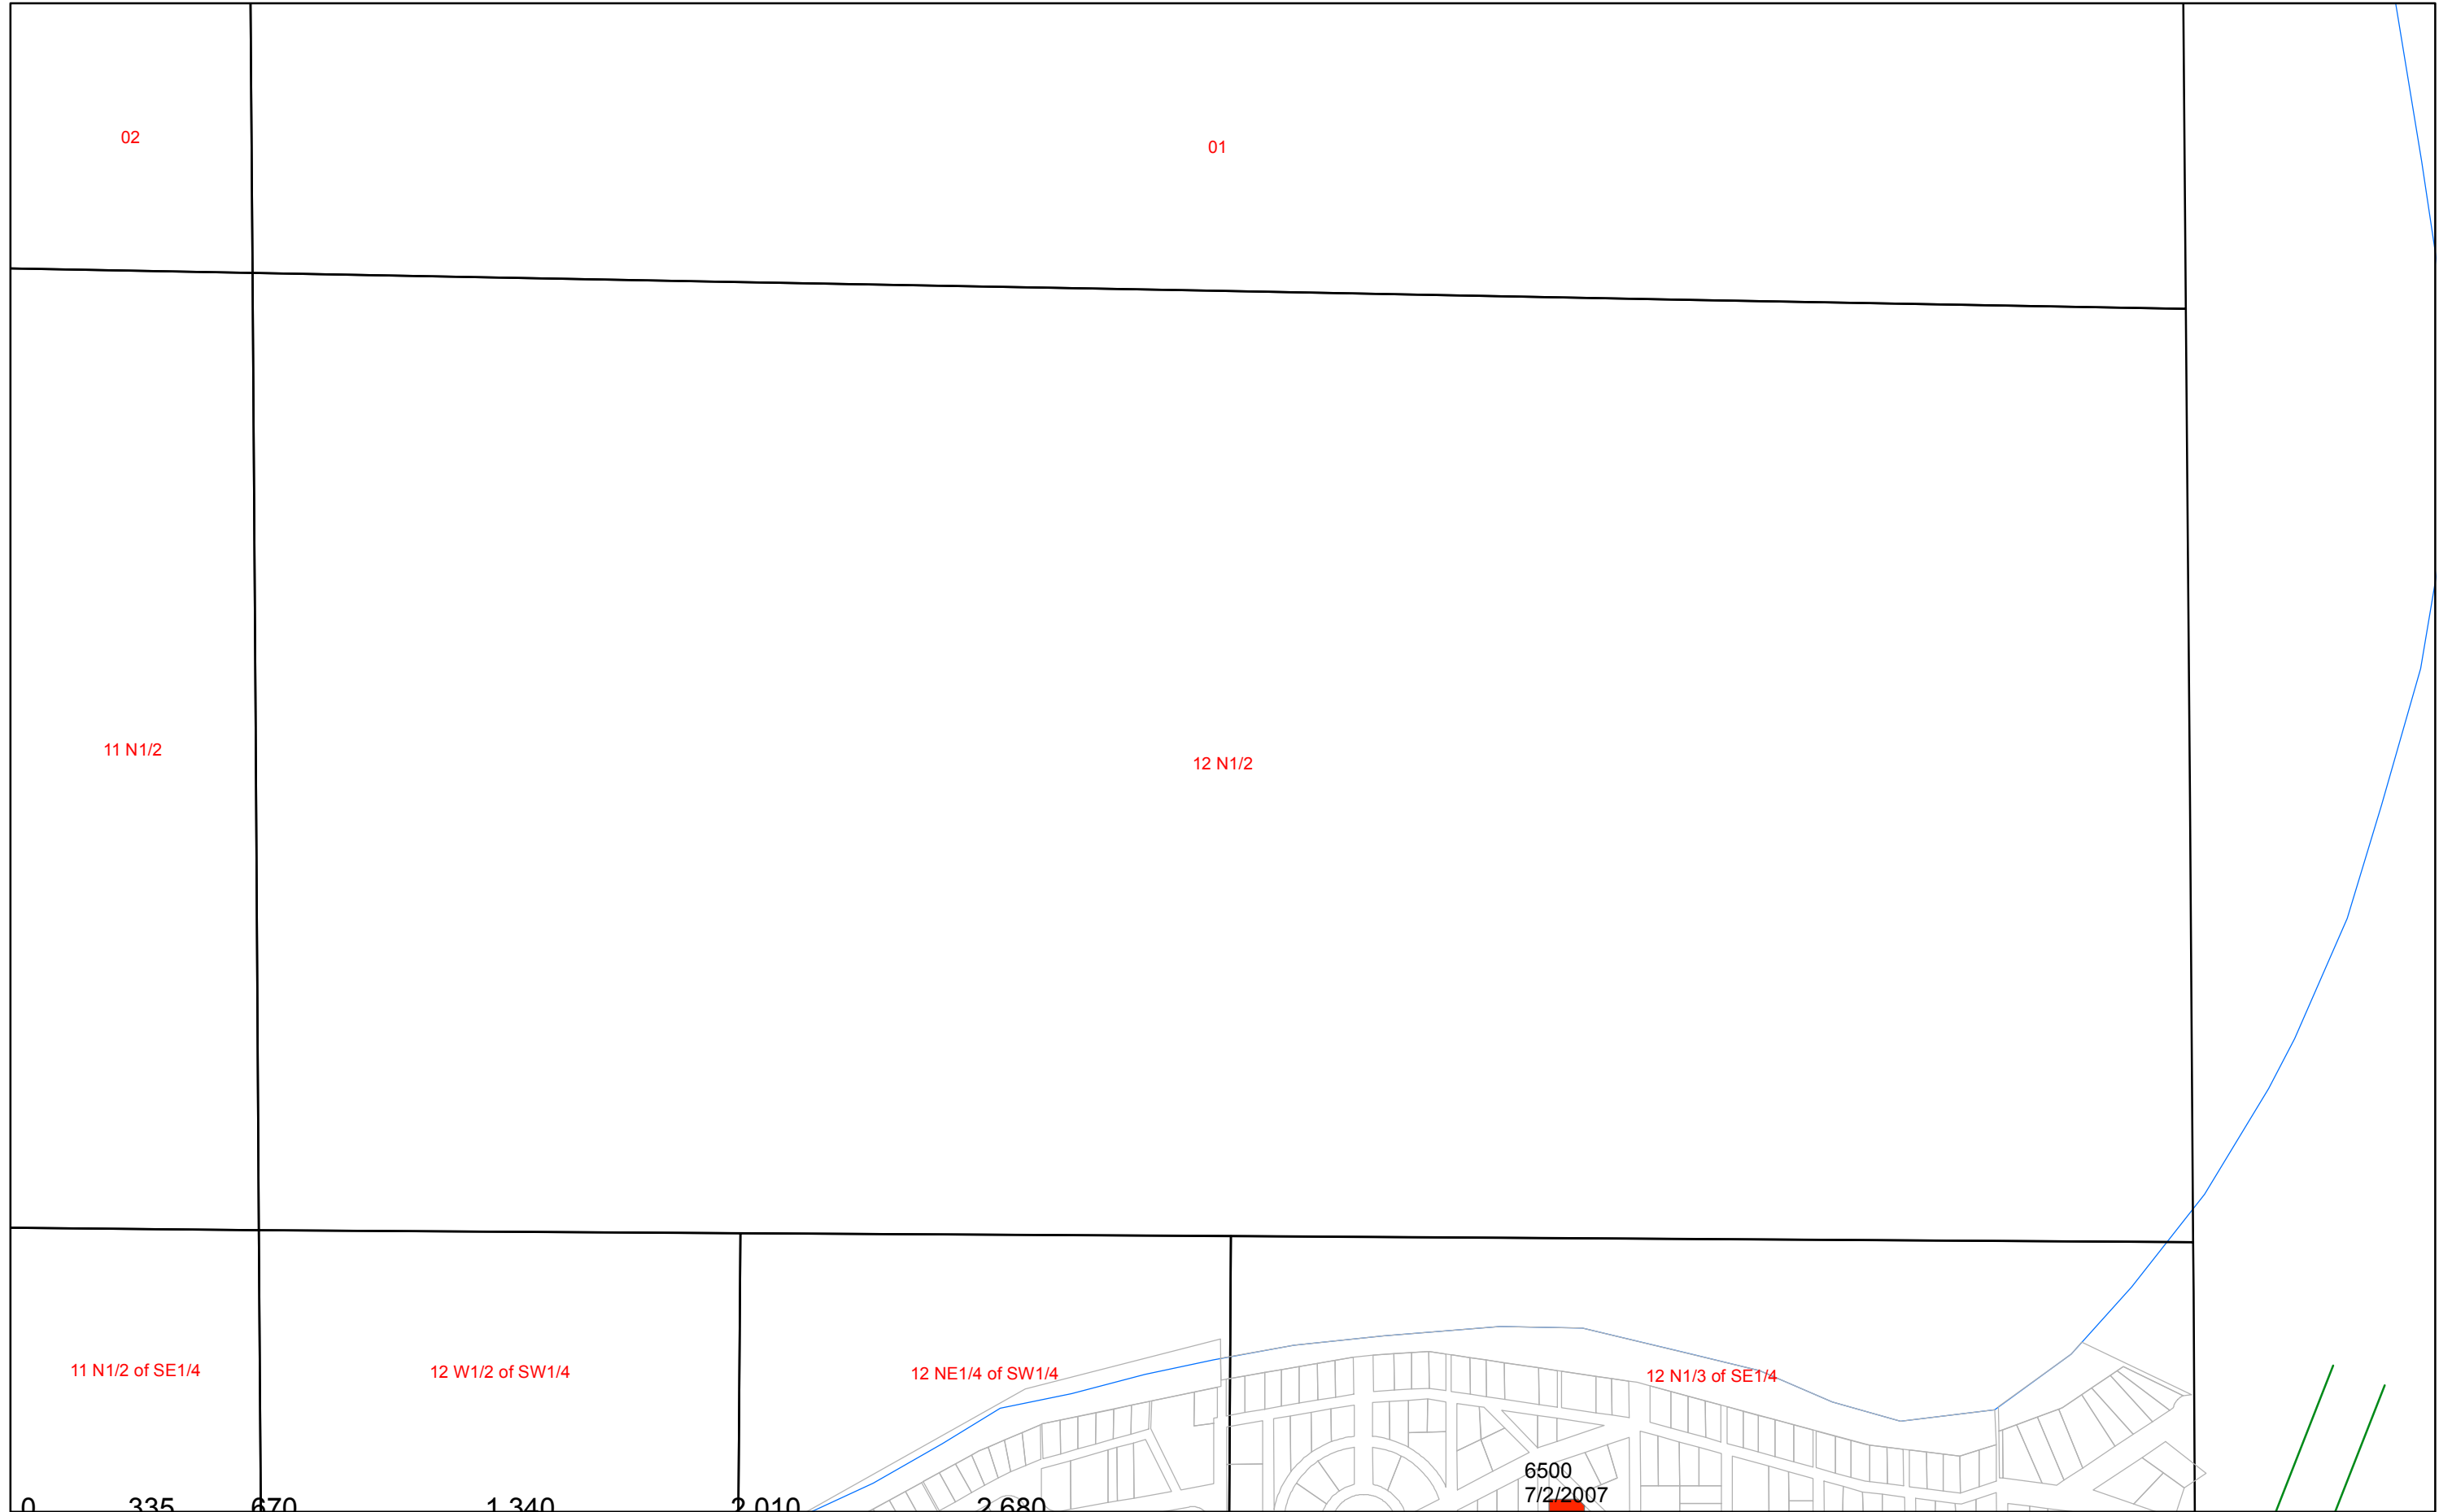 02
01
11 N1/2
12 N1/2
11 N1/2 of SE1/4
12 W1/2 of SW1/4
12 NE1/4 of SW1/4
12 N1/3 of SE1/4
6500
7/2/2007
0 335 670 1,340 2,010 2,680